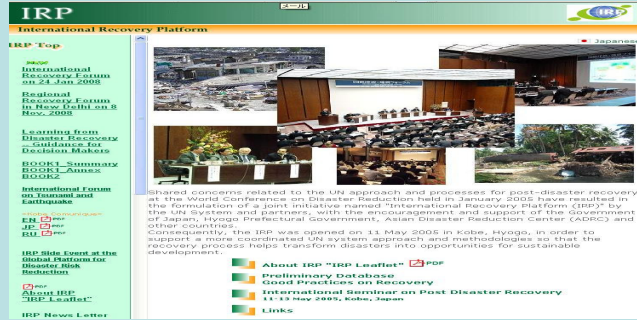 メール
IRP
IRP
International Recovery Platform
Japanese
IRP Top
International
Recovery Forum
on 24 Jan 2008
Regional
Recovery Forum
in New Delhi on 8
Nov, 2008
Learning from
Disaster Recovery
.. Guidance for
Decision Makers
BOOK1_Summary
BOOK1_Annex
BOOK2
International Forum
on Tsunami and
Earthquake
EN PDF
JP PDF
RU PDF
IRP Side Event at the
Global Platform for
Disaster Risk
Reduction
PDF
About IRP
"IRP Leaflet"
IRP News Letter
Shared concerns related to the UN approach and processes for post-disaster recovery
at the World Conference on Disaster Reduction held in January 2005 have resulted in
the formulation of a joint initiative named "International Recovery Platform (IRP)" by
the UN System and partners, with the encouragement and support of the Government
of Japan, Hyogo Prefectural Government, Asian Disaster Reduction Center (ADRC) and
other countries.
Consequently, the IRP was opened on 11 May 2005 in Kobe, Hyogo, in order to
support a more coordinated UN system approach and methodologies so that the
recovery process helps transform disasters into opportunities for sustainable
development.
About IRP "IRP Leaflet" PDF
Preliminary Database
Good Practices on Recovery
International Seminar on Post Disaster Recovery
11-13 May 2005, Kobe, Japan
Links